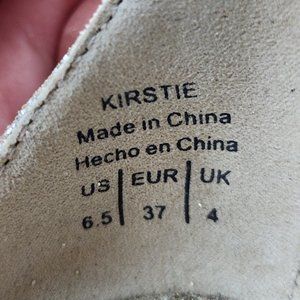 KIRSTIE
Made in China
Hecho en China
US | EUR | UK
6.5 | 37 | 4